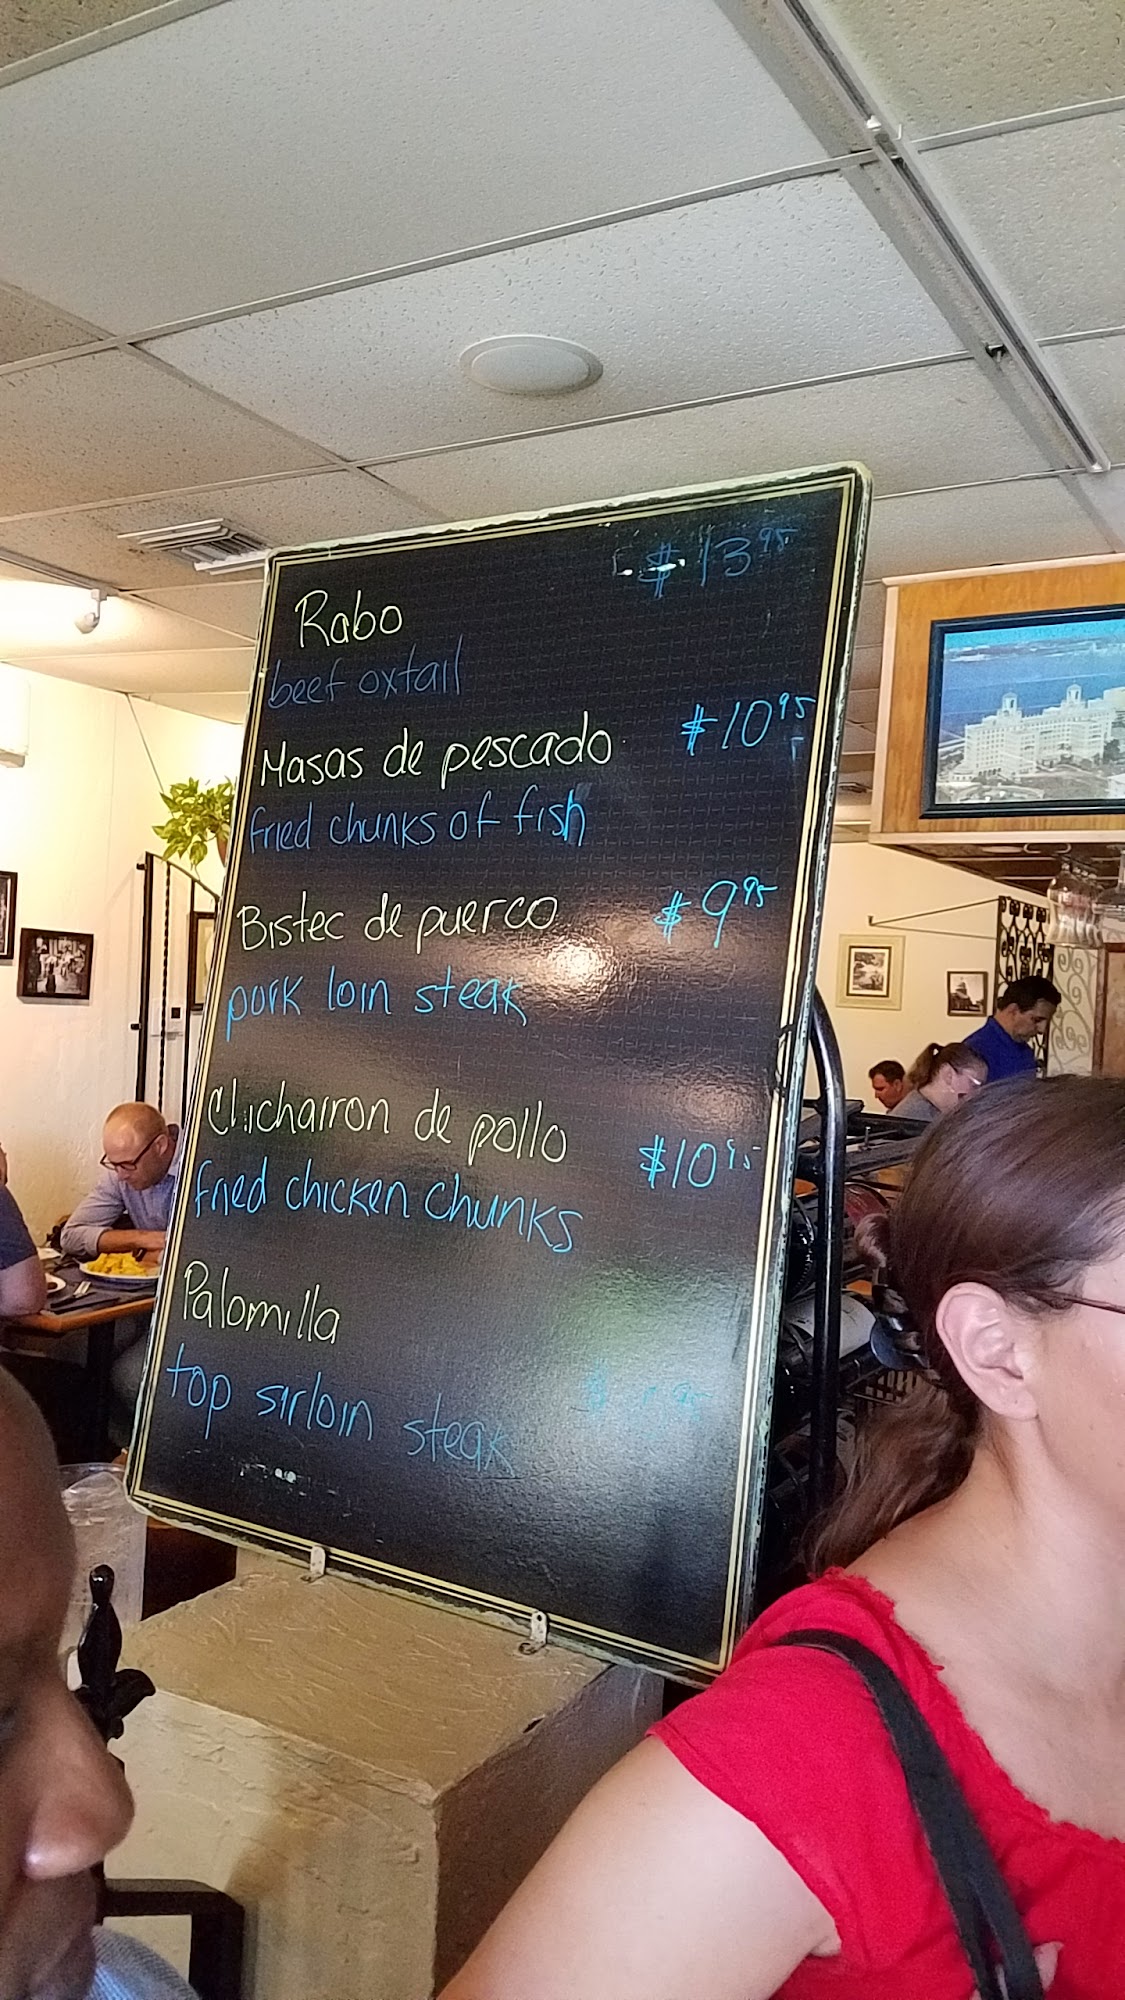 Rabo $13.95
beef oxtail
Masas de pescado $10.95
fried chunks of fish
Bistec de puerco $9.95
pork loin steak
Chicharron de pollo $10.95
fried chicken chunks
Palomilla
top sirloin steak